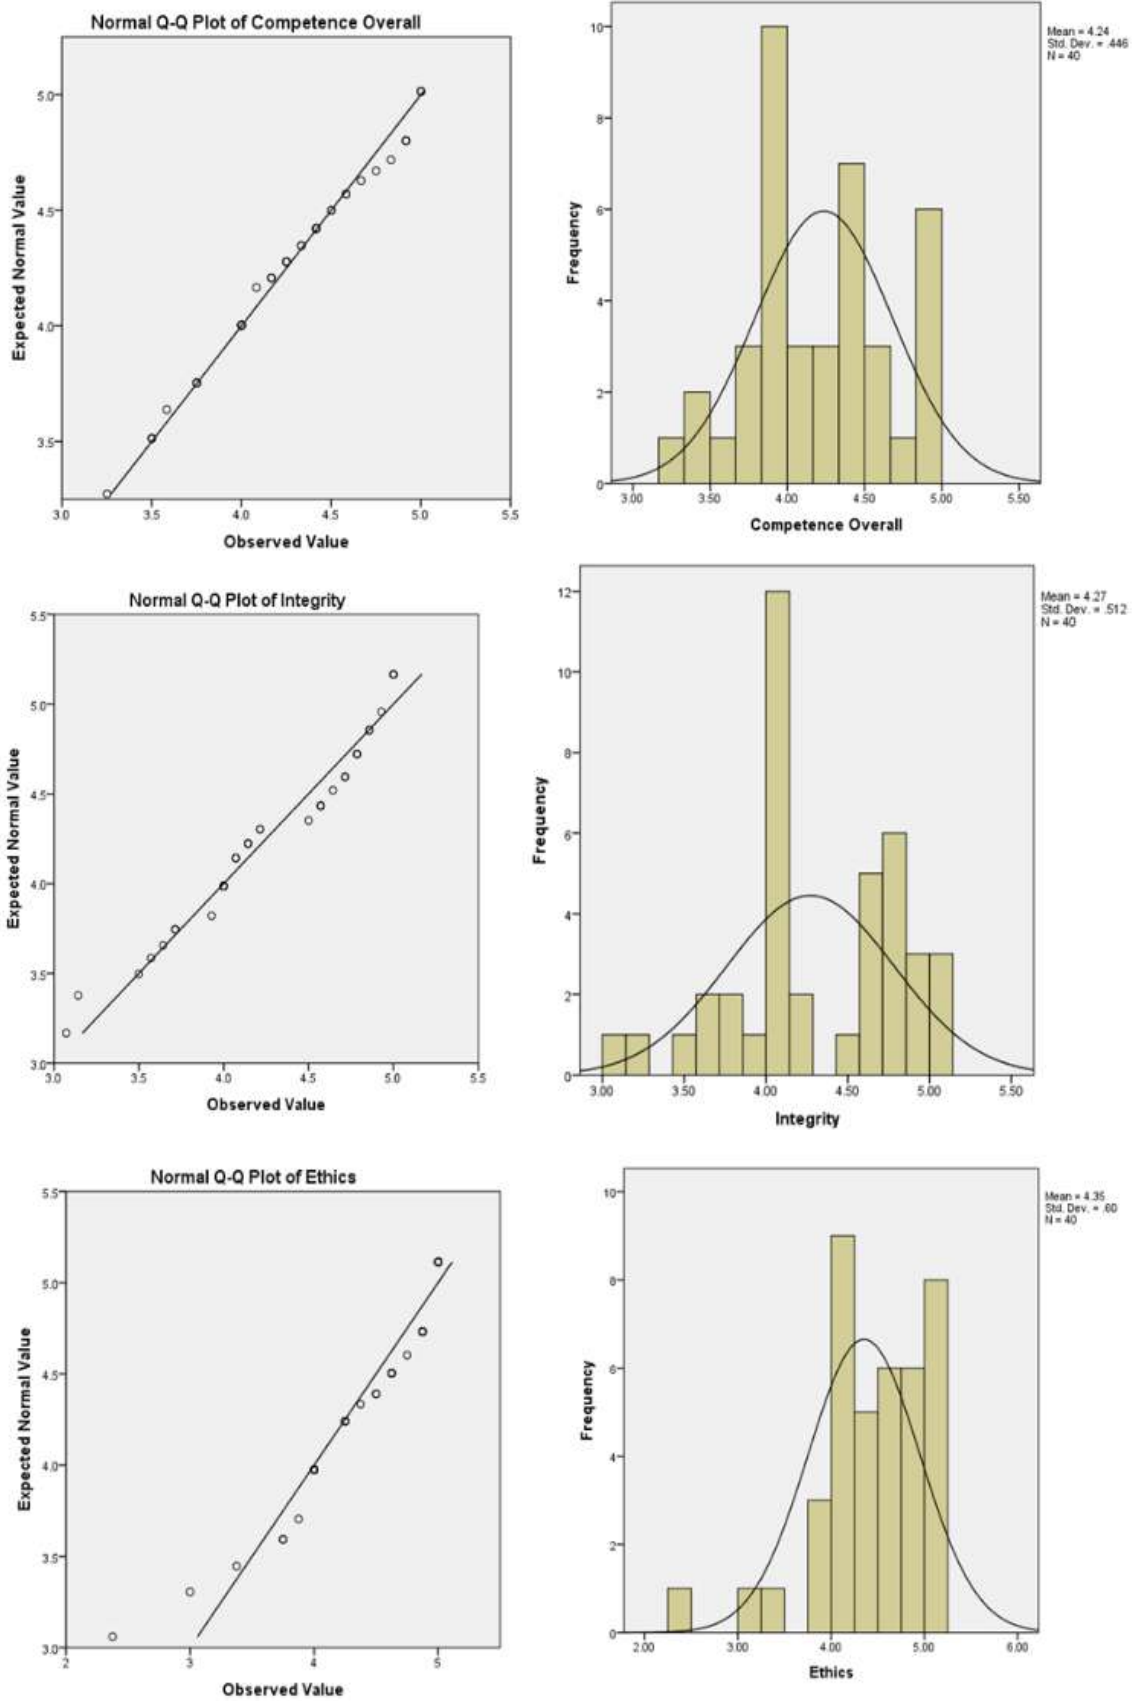 Normal Q-Q Plot of Competence Overall
Expected Normal Value
5.0
4.5
4.0
3.5
3.0
3.5
4.0
4.5
5.0
5.5
Observed Value
Mean = 4.24
Std. Dev. = .446
N = 40
Frequency
10
8
6
4
2
0
3.00
3.50
4.00
4.50
5.00
5.50
Competence Overall
Normal Q-Q Plot of Integrity
Expected Normal Value
5.5
5.0
4.5
4.0
3.5
3.0
3.0
3.5
4.0
4.5
5.0
5.5
Observed Value
Mean = 4.27
Std. Dev. = .512
N = 40
Frequency
12
10
8
6
4
2
0
3.00
3.50
4.00
4.50
5.00
5.50
Integrity
Normal Q-Q Plot of Ethics
Expected Normal Value
5.5
5.0
4.5
4.0
3.5
3.0
2
3
4
5
Observed Value
Mean = 4.35
Std. Dev. = .60
N = 40
Frequency
10
8
6
4
2
0
2.00
3.00
4.00
5.00
6.00
Ethics